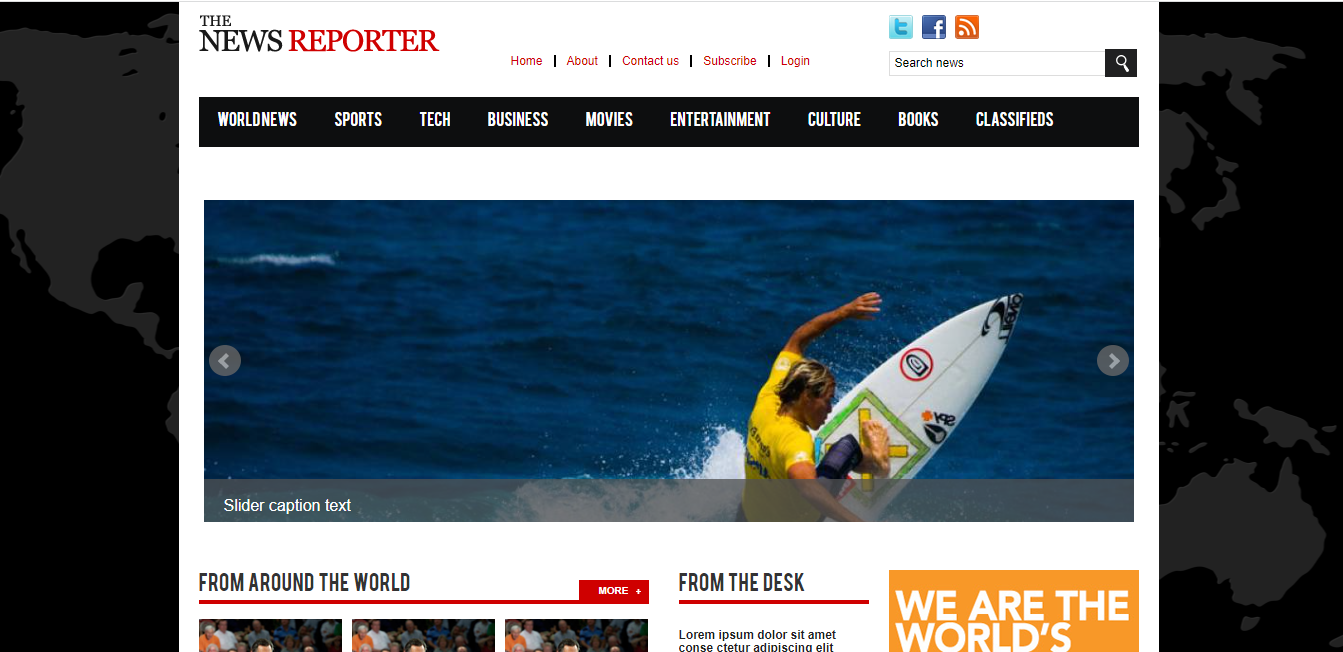 THE
NEWS REPORTER
Home | About | Contact us | Subscribe | Login
Search news
WORLD NEWS SPORTS TECH BUSINESS MOVIES ENTERTAINMENT CULTURE BOOKS CLASSIFIEDS
Slider caption text
FROM AROUND THE WORLD
MORE +
FROM THE DESK
Lorem ipsum dolor sit amet
conse ctetur adipiscing elit
WE ARE THE
WORLD'S